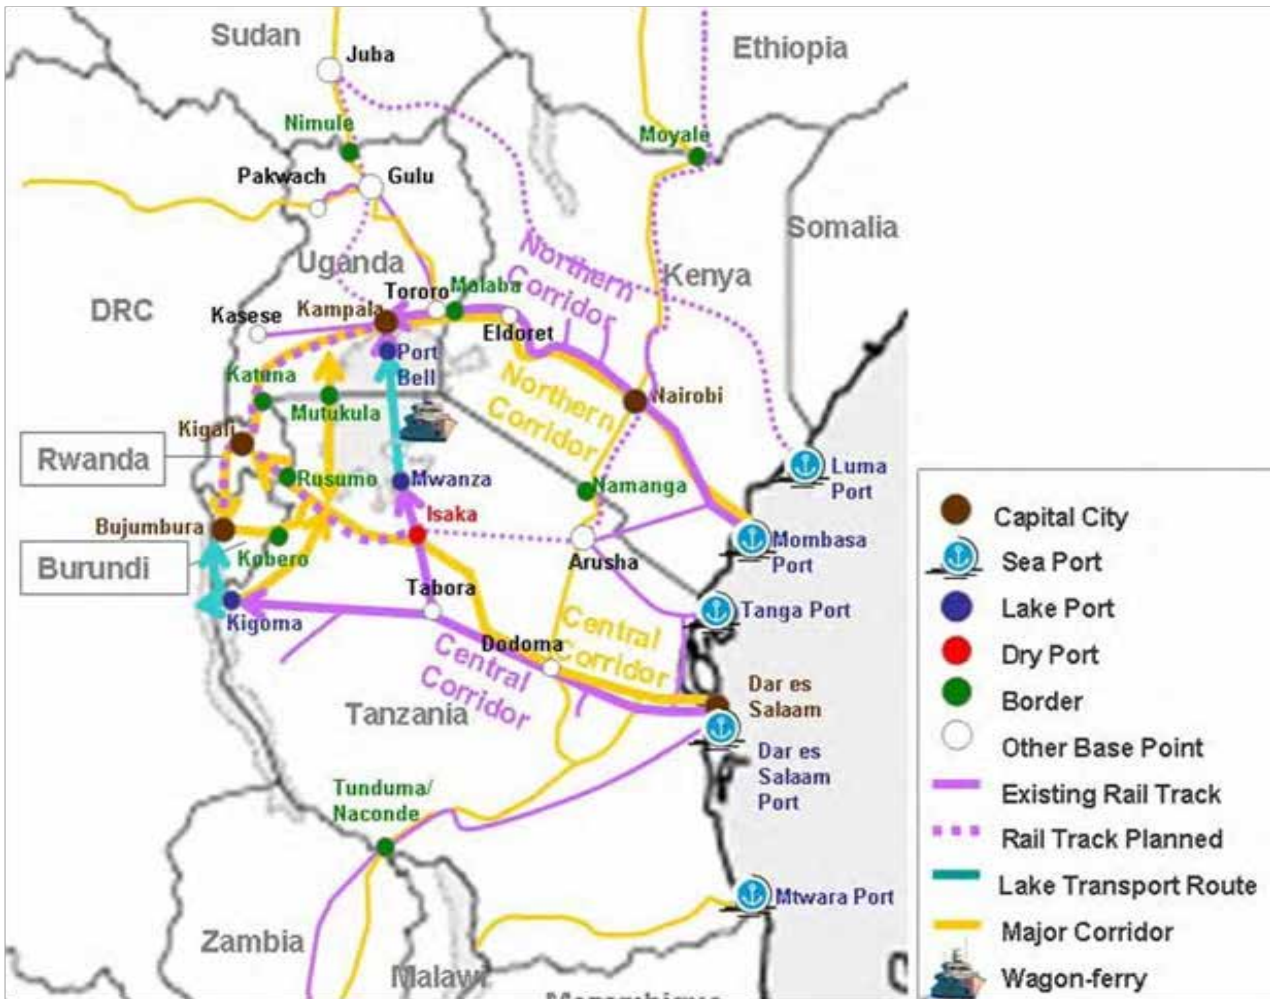 Sudan
Juba
Ethiopia
Nimule
Moyale
Pakwach
Gulu
Somalia
Uganda
Northern
Corridor
Kenya
DRC
Kasese
Kampala
Tororo
Malaba
Eldoret
Port
Bell
Katuna
Mutukula
Northern
Corridor
Nairobi
Kigali
Rwanda
Rusumo
Mwanza
Namanga
Luma
Port
Isaka
Bujumbura
Kobero
Burundi
Arusha
Mombasa
Port
Tabora
Kigoma
Tanga Port
Dodoma
Central
Corridor
Central
Corridor
Tanzania
Dar es
Salaam
Dar es
Salaam
Port
Tunduma/
Naconde
Mtwara Port
Zambia
Malawi
Mozambique
Capital City
Sea Port
Lake Port
Dry Port
Border
Other Base Point
Existing Rail Track
Rail Track Planned
Lake Transport Route
Major Corridor
Wagon-ferry